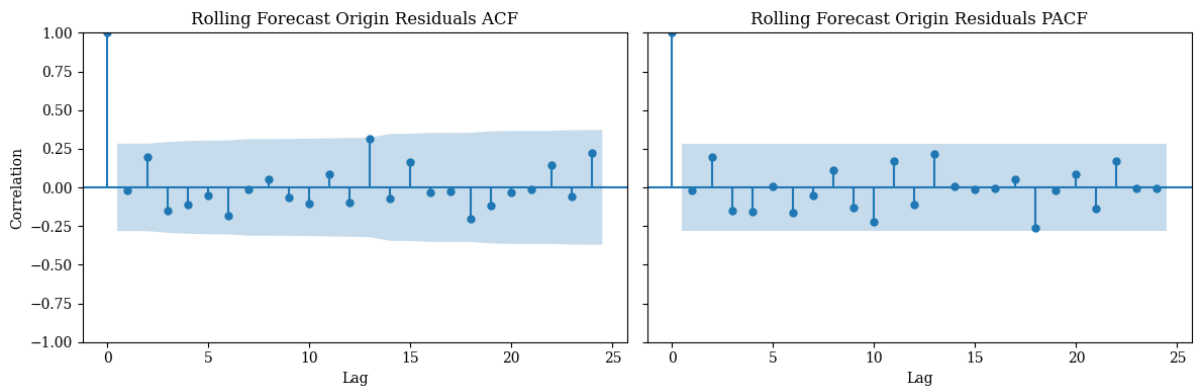 Rolling Forecast Origin Residuals ACF
Rolling Forecast Origin Residuals PACF
1.00
0.75
0.50
0.25
0.00
−0.25
−0.50
−0.75
−1.00
Correlation
0 5 10 15 20 25
0 5 10 15 20 25
Lag
Lag